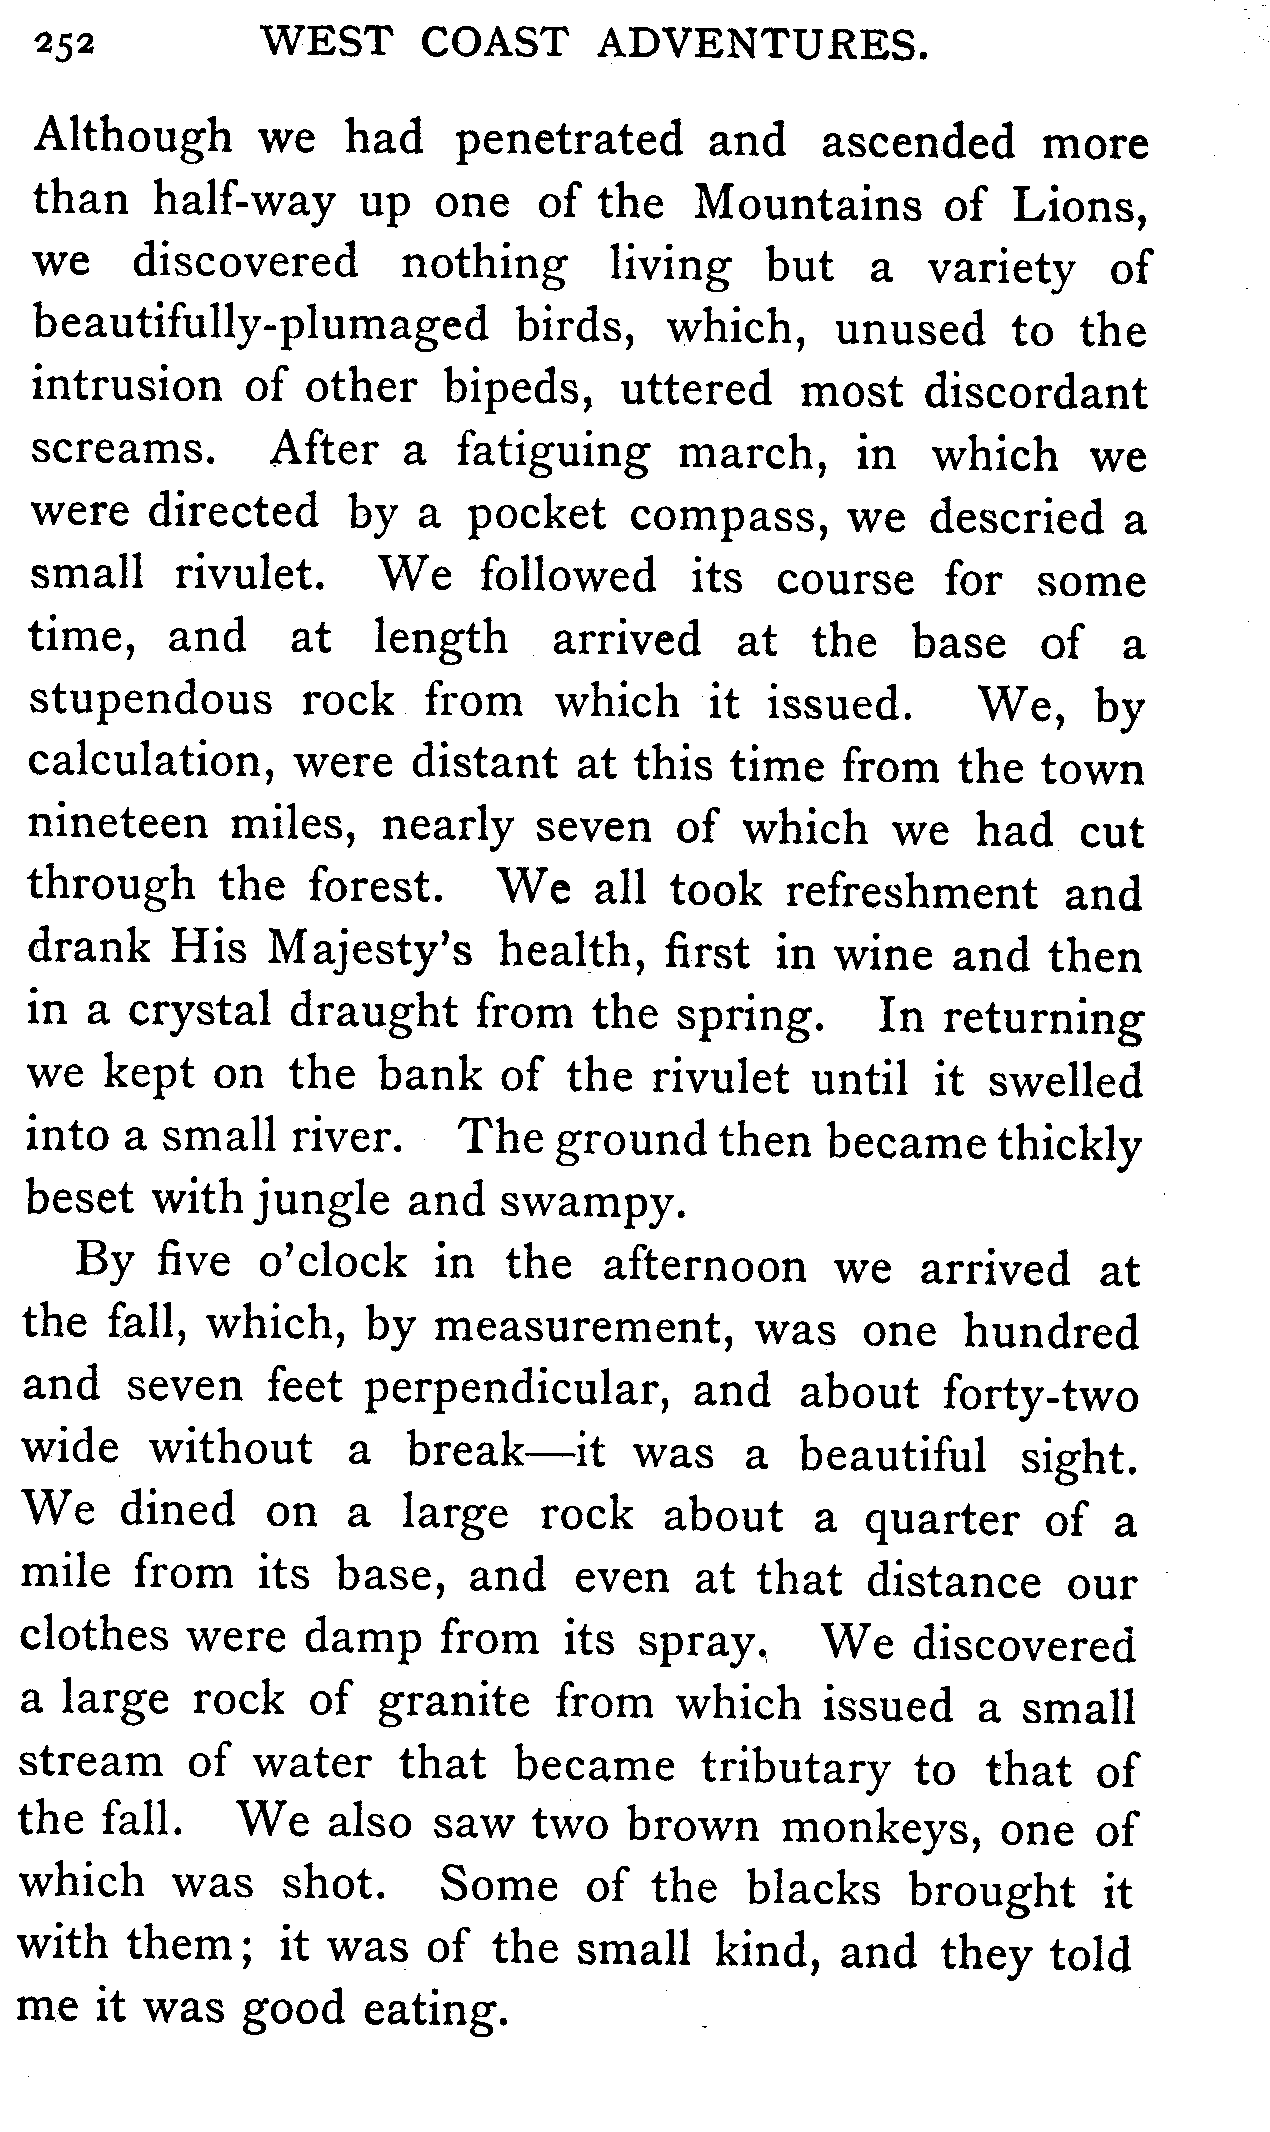 252 WEST COAST ADVENTURES.
Although we had penetrated and ascended more
than half-way up one of the Mountains of Lions,
we discovered nothing living but a variety of
beautifully-plumaged birds, which, unused to the
intrusion of other bipeds, uttered most discordant
screams. After a fatiguing march, in which we
were directed by a pocket compass, we descried a
small rivulet. We followed its course for some
time, and at length arrived at the base of a
stupendous rock from which it issued. We, by
calculation, were distant at this time from the town
nineteen miles, nearly seven of which we had cut
through the forest. We all took refreshment and
drank His Majesty's health, first in wine and then
in a crystal draught from the spring. In returning
we kept on the bank of the rivulet until it swelled
into a small river. The ground then became thickly
beset with jungle and swampy.
By five o'clock in the afternoon we arrived at
the fall, which, by measurement, was one hundred
and seven feet perpendicular, and about forty-two
wide without a break—it was a beautiful sight.
We dined on a large rock about a quarter of a
mile from its base, and even at that distance our
clothes were damp from its spray. We discovered
a large rock of granite from which issued a small
stream of water that became tributary to that of
the fall. We also saw two brown monkeys, one of
which was shot. Some of the blacks brought it
with them; it was of the small kind, and they told
me it was good eating.